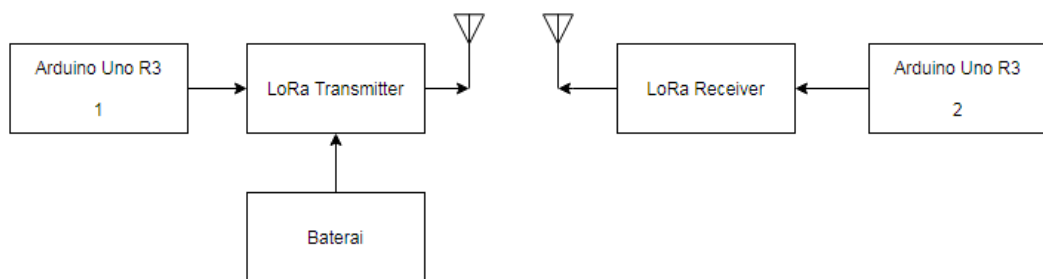 Arduino Uno R3
1
LoRa Transmitter
LoRa Receiver
Arduino Uno R3
2
Baterai